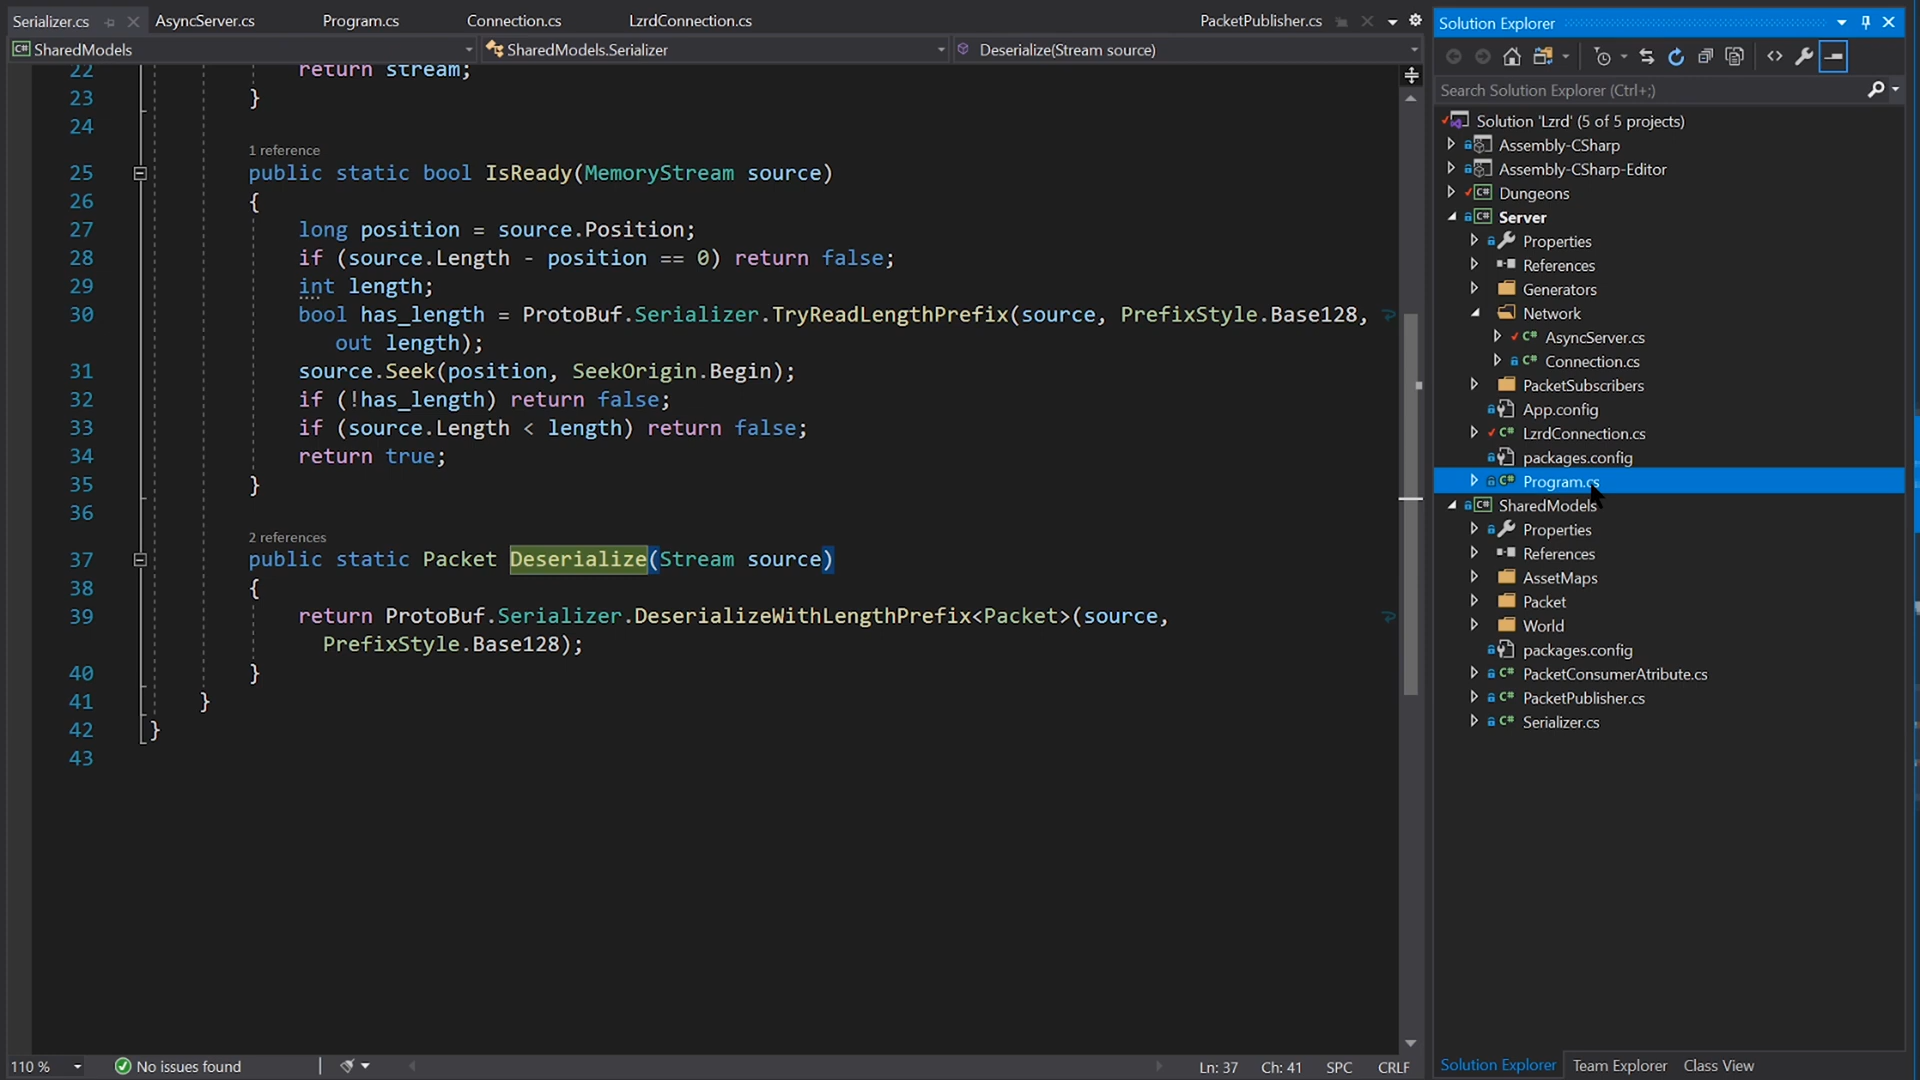 Serializer.cs
AsyncServer.cs
Program.cs
Connection.cs
LzrdConnection.cs
PacketPublisher.cs
C# SharedModels
SharedModels.Serializer
Deserialize(Stream source)
22 return stream;
23 }
24
1 reference
25 public static bool IsReady(MemoryStream source)
26 {
27 long position = source.Position;
28 if (source.Length - position == 0) return false;
29 int length;
30 bool has_length = ProtoBuf.Serializer.TryReadLengthPrefix(source, PrefixStyle.Base128,
out length);
31 source.Seek(position, SeekOrigin.Begin);
32 if (!has_length) return false;
33 if (source.Length < length) return false;
34 return true;
35 }
36
2 references
37 public static Packet Deserialize(Stream source)
38 {
39 return ProtoBuf.Serializer.DeserializeWithLengthPrefix<Packet>(source,
PrefixStyle.Base128);
40 }
41 }
42 }
43
110 %
No issues found
Ln: 37
Ch: 41
SPC
CRLF
Solution Explorer
Search Solution Explorer (Ctrl+;)
Solution 'Lzrd' (5 of 5 projects)
Assembly-CSharp
Assembly-CSharp-Editor
C# Dungeons
C# Server
Properties
References
Generators
Network
C# AsyncServer.cs
C# Connection.cs
PacketSubscribers
App.config
C# LzrdConnection.cs
packages.config
C# Program.cs
C# SharedModels
Properties
References
AssetMaps
Packet
World
packages.config
C# PacketConsumerAtribute.cs
C# PacketPublisher.cs
C# Serializer.cs
Solution Explorer
Team Explorer
Class View